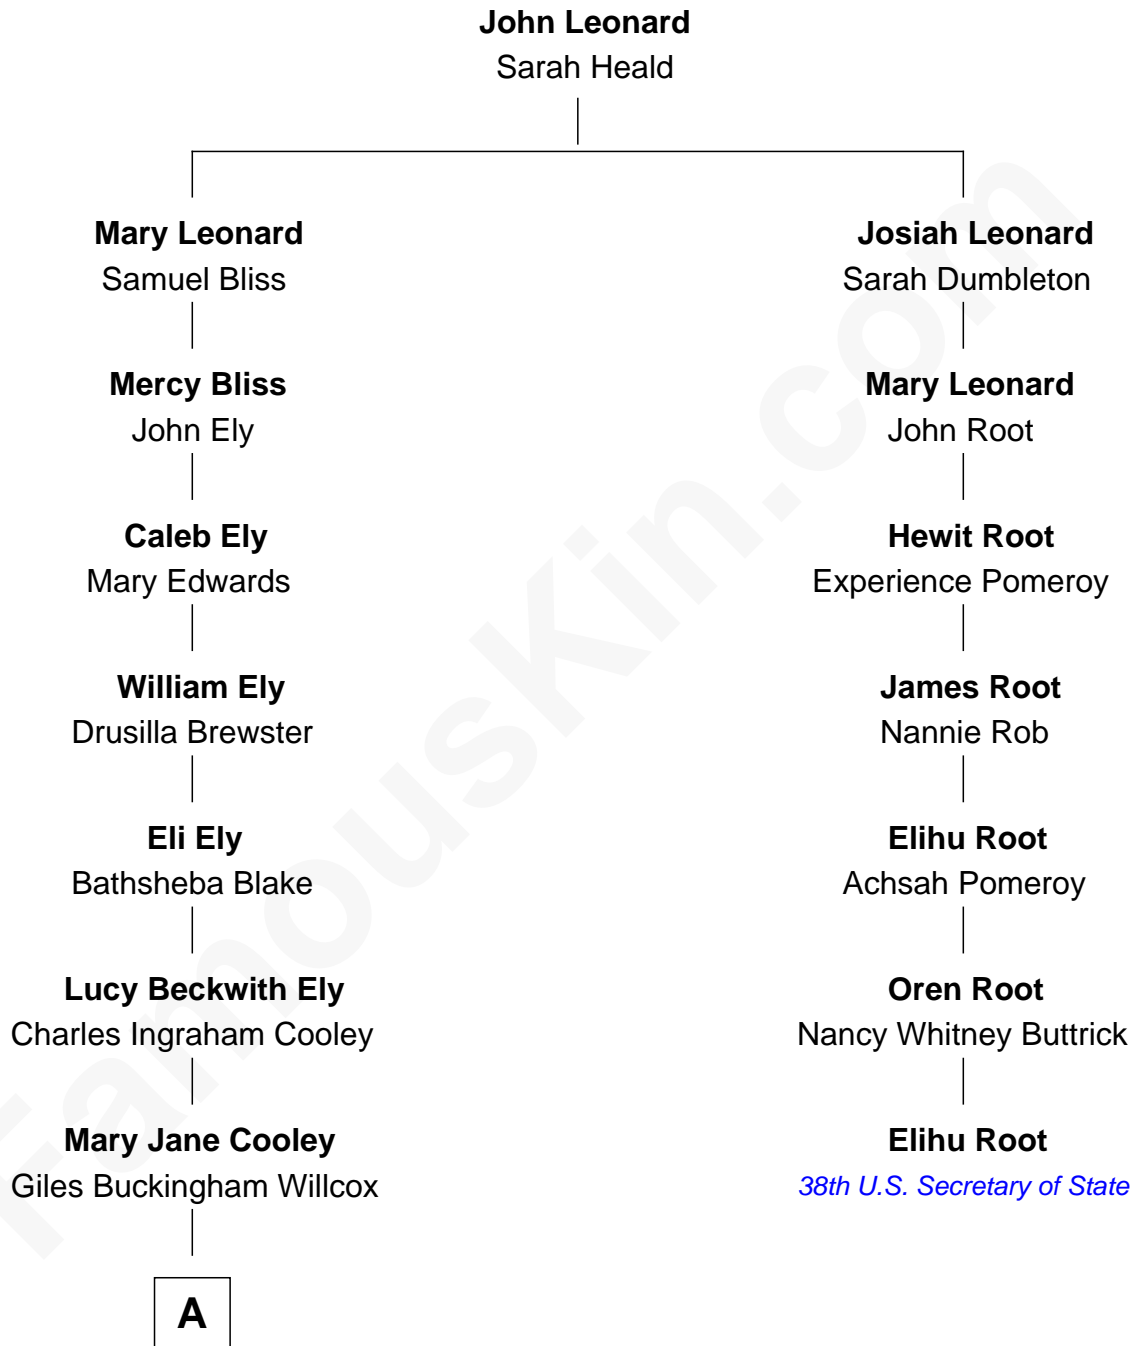 John Leonard
Sarah Heald
Mary Leonard
Samuel Bliss
Josiah Leonard
Sarah Dumbleton
Mercy Bliss
John Ely
Mary Leonard
John Root
Caleb Ely
Mary Edwards
Hewit Root
Experience Pomeroy
William Ely
Drusilla Brewster
James Root
Nannie Rob
Eli Ely
Bathsheba Blake
Elihu Root
Achsah Pomeroy
Lucy Beckwith Ely
Charles Ingraham Cooley
Oren Root
Nancy Whitney Buttrick
Mary Jane Cooley
Giles Buckingham Willcox
Elihu Root
38th U.S. Secretary of State
A
FamousKin.com